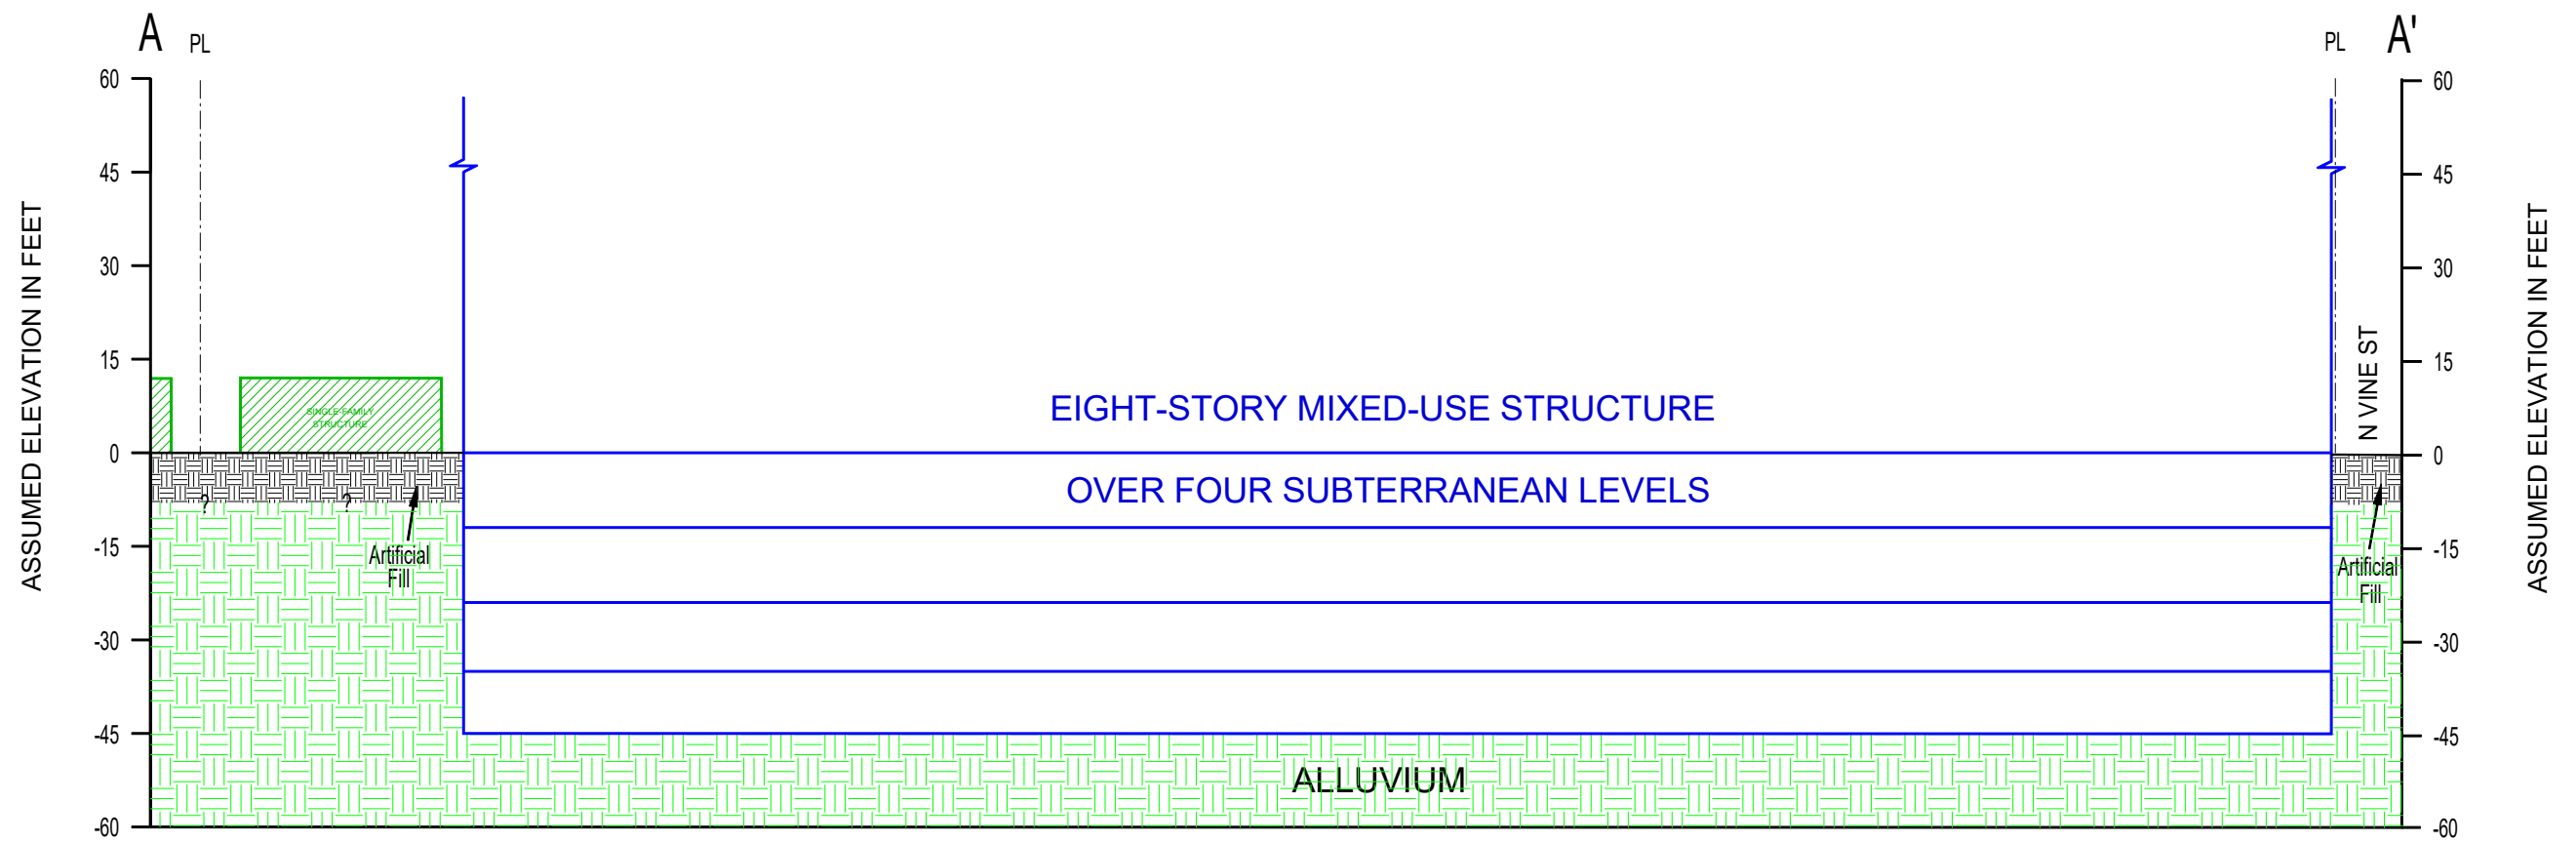 A
PL
PL
A'
60
45
30
15
0
-15
-30
-45
-60
ASSUMED ELEVATION IN FEET
SINGLE-FAMILY
STRUCTURE
?
?
Artificial
Fill
EIGHT-STORY MIXED-USE STRUCTURE
OVER FOUR SUBTERRANEAN LEVELS
ALLUVIUM
N VINE ST
Artificial
Fill
60
45
30
15
0
-15
-30
-45
-60
ASSUMED ELEVATION IN FEET